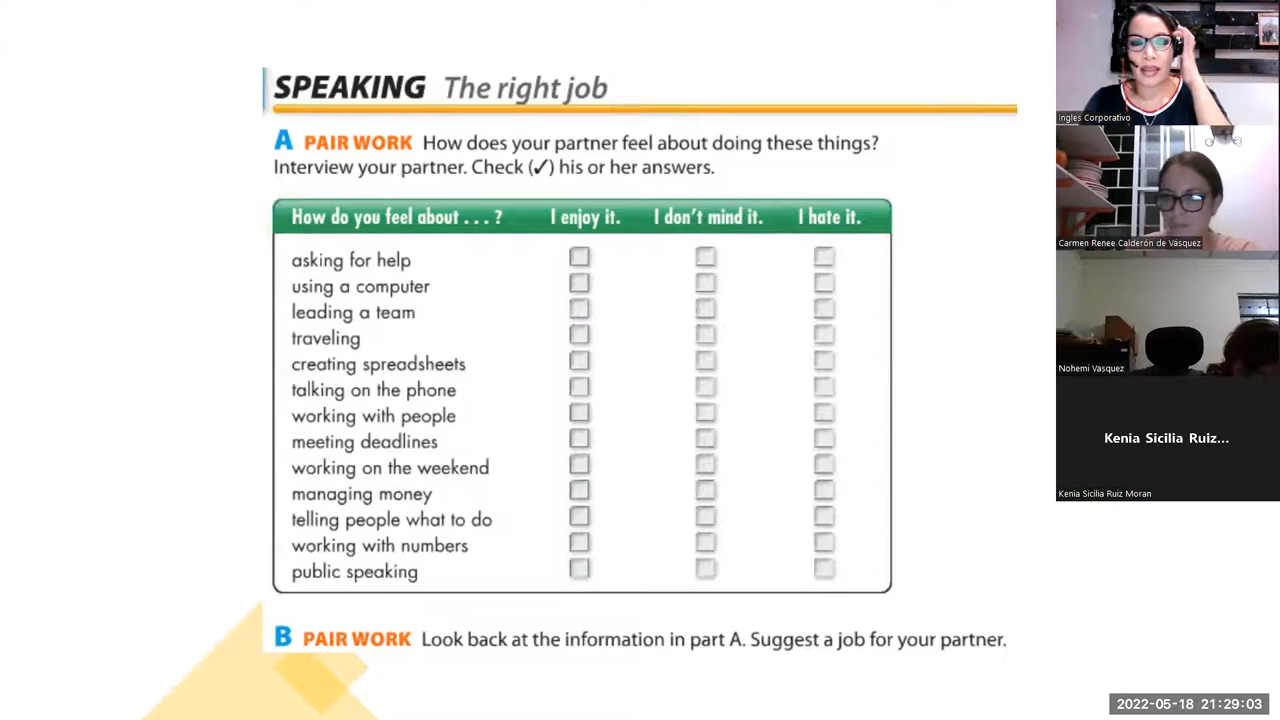 SPEAKING The right job
A PAIR WORK How does your partner feel about doing these things?
Interview your partner. Check (✓) his or her answers.
How do you feel about . . . ? I enjoy it. I don't mind it. I hate it.
asking for help
using a computer
leading a team
traveling
creating spreadsheets
talking on the phone
working with people
meeting deadlines
working on the weekend
managing money
telling people what to do
working with numbers
public speaking
B PAIR WORK Look back at the information in part A. Suggest a job for your partner.
Ingles Corporativo
Carmen Renee Calderón de Vásquez
Nohemi Vasquez
Kenia Sicilia Ruiz...
Kenia Sicilia Ruiz Moran
2022-05-18 21:29:03